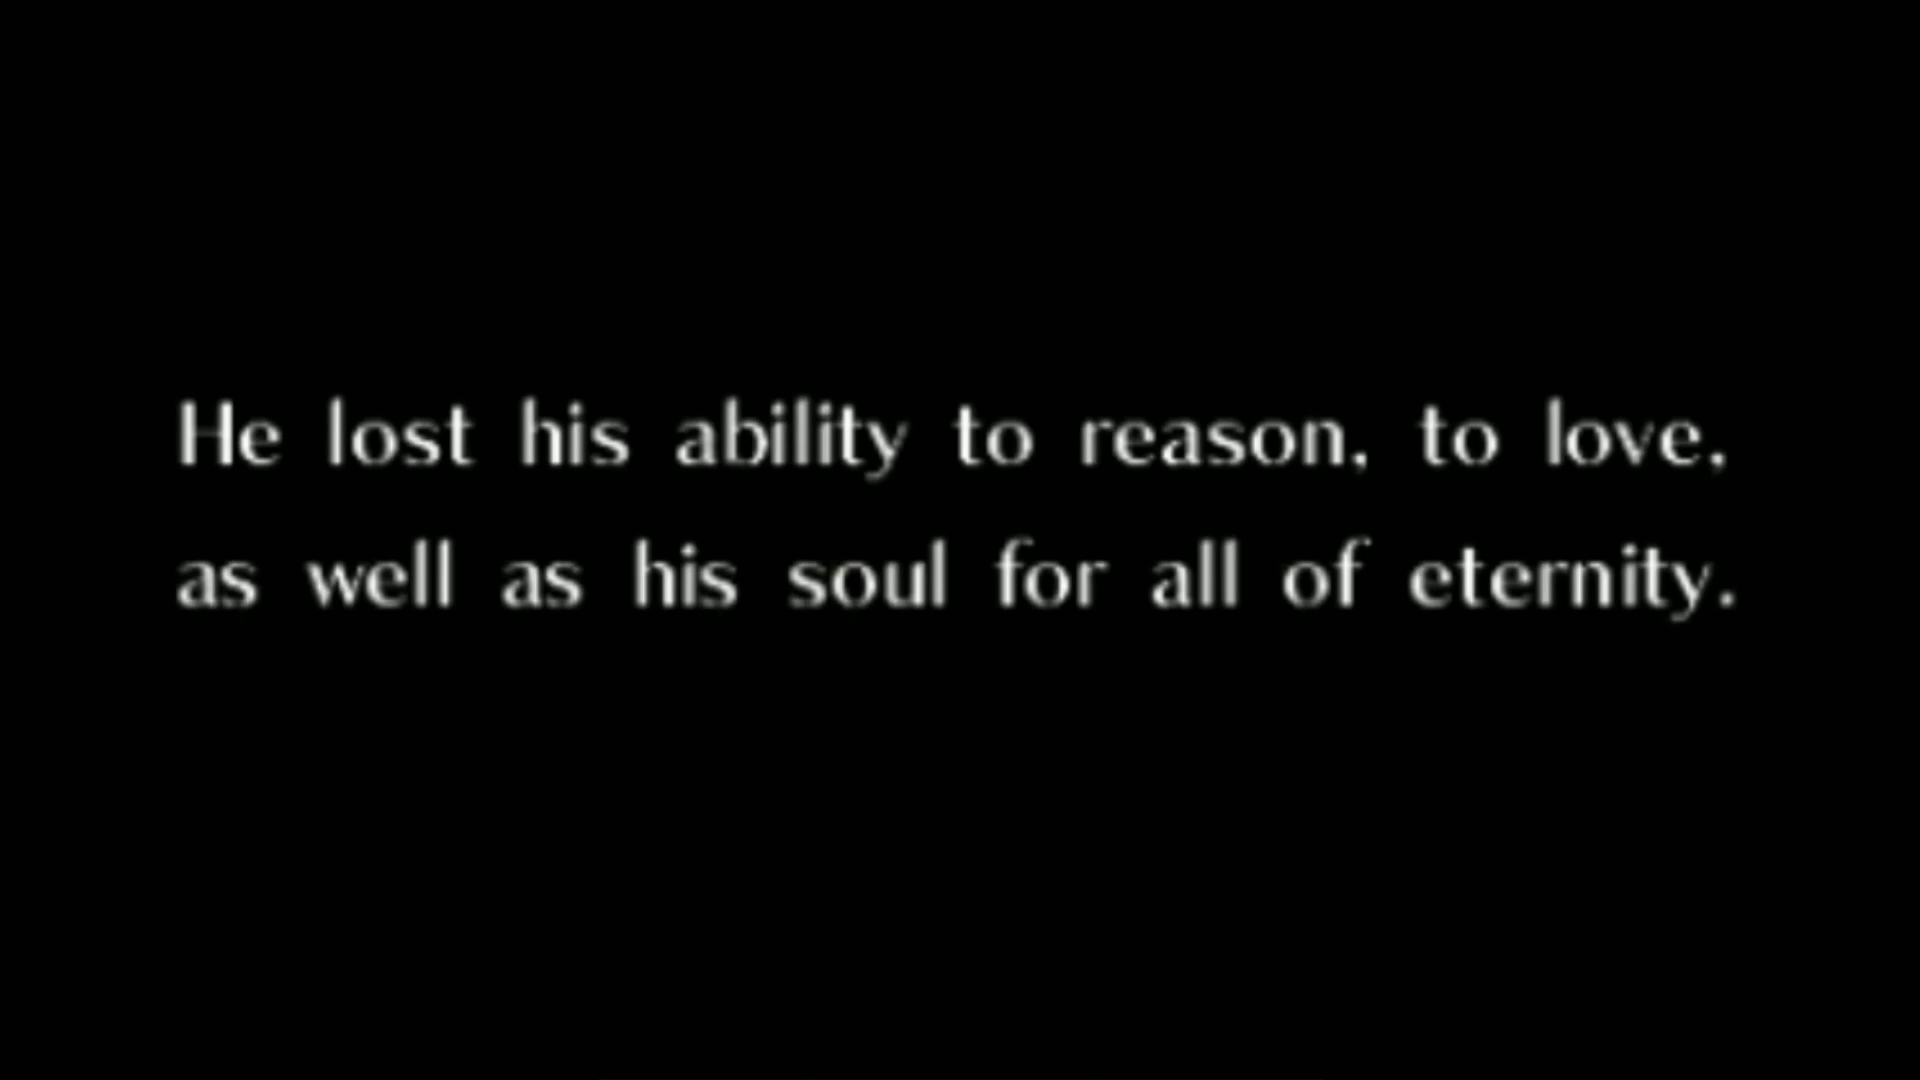 He lost his ability to reason, to love,
as well as his soul for all of eternity.